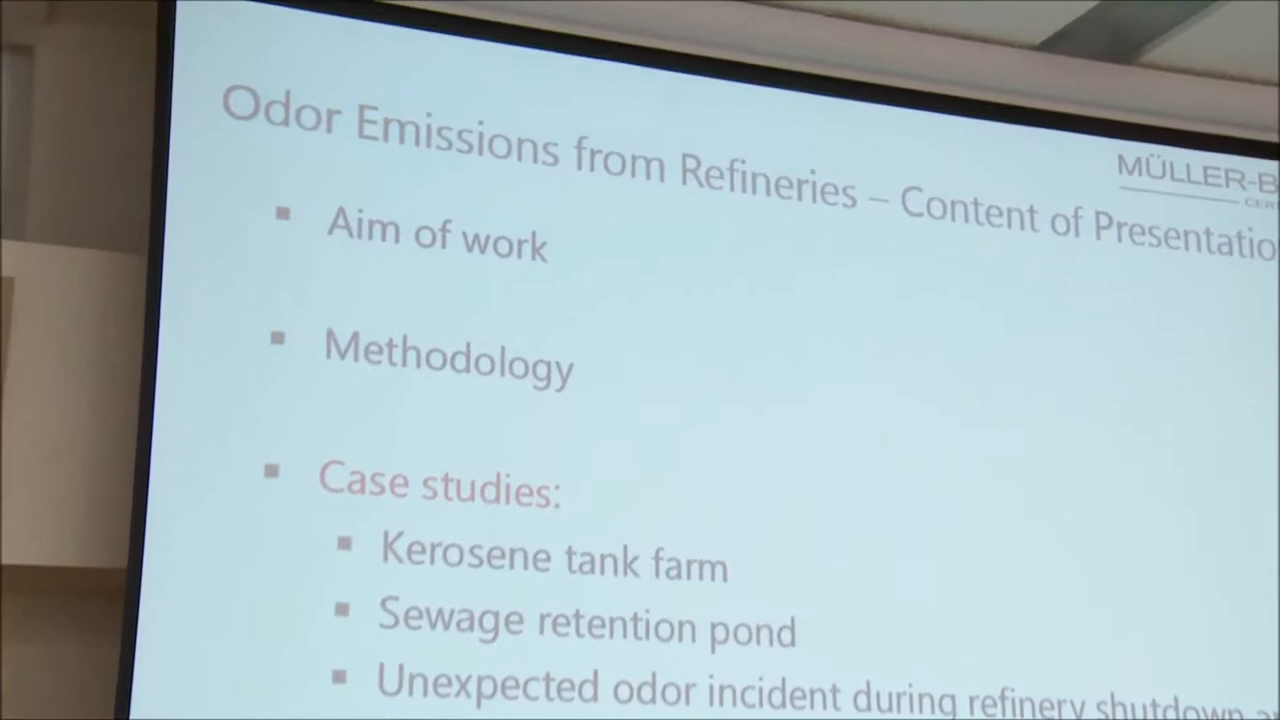 MÜLLER-B
CER
Odor Emissions from Refineries – Content of Presentatio
▪ Aim of work
▪ Methodology
▪ Case studies:
▪ Kerosene tank farm
▪ Sewage retention pond
▪ Unexpected odor incident during refinery shutdown